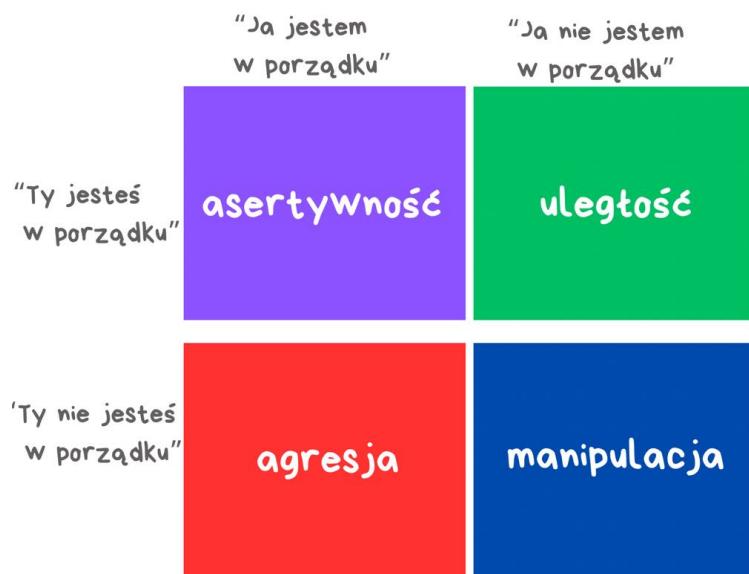 “Ja jestem
w porządku”
“Ja nie jestem
w porządku”
“Ty jesteś
w porządku”
asertywność
uległość
‘Ty nie jesteś
w porządku”
agresja
manipulacja